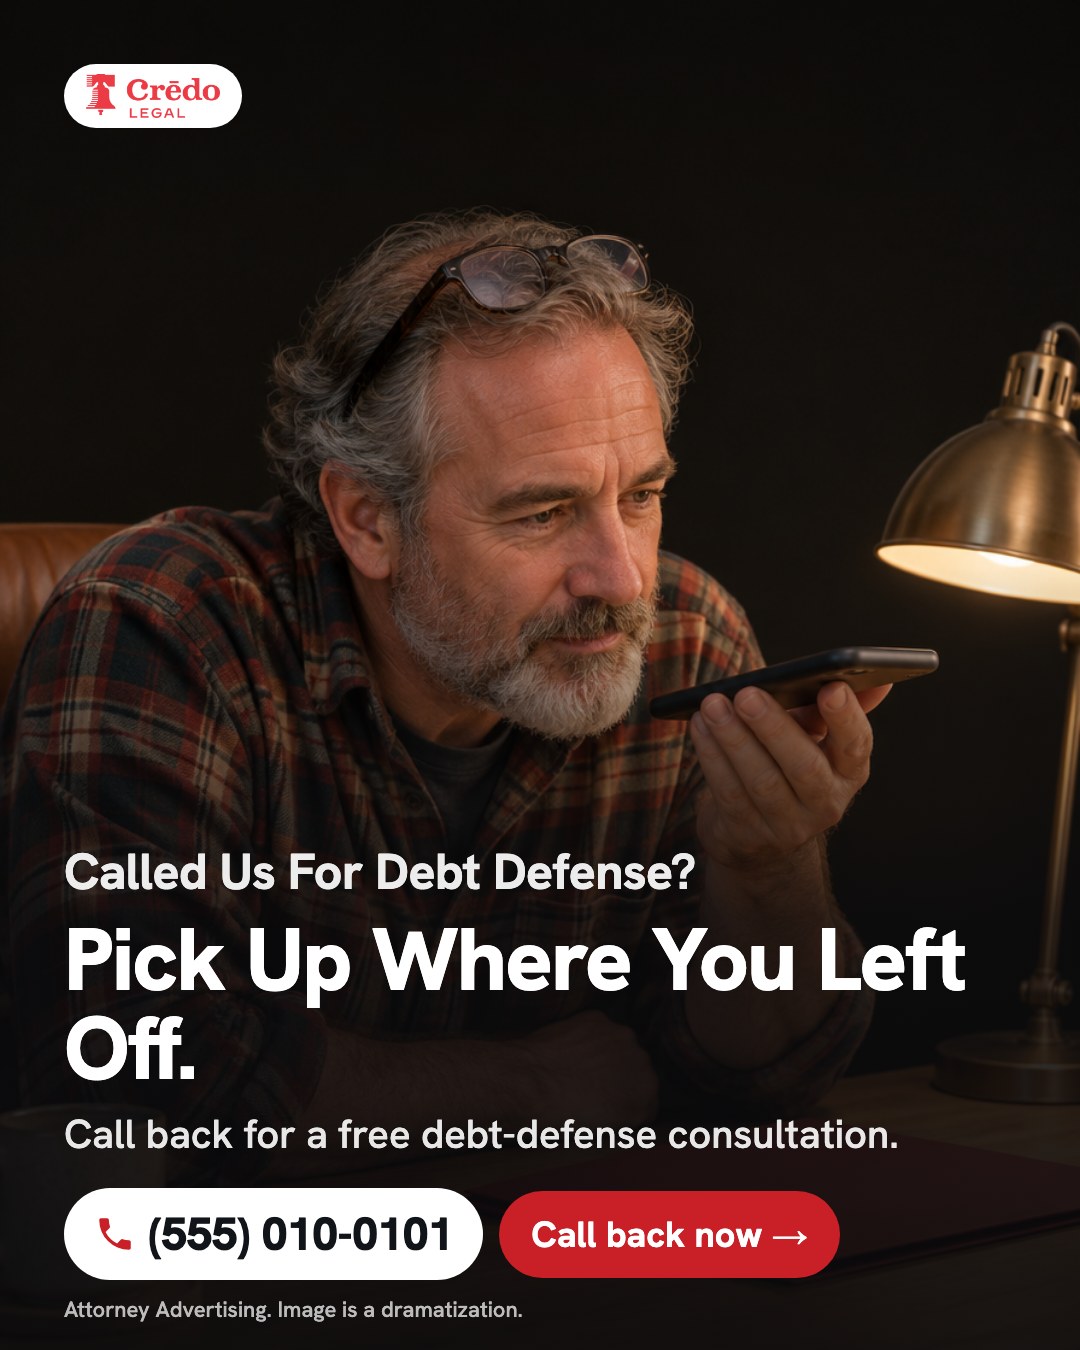 Crēdo
LEGAL
Called Us For Debt Defense?
Pick Up Where You Left
Off.
Call back for a free debt-defense consultation.
(555) 010-0101
Call back now →
Attorney Advertising. Image is a dramatization.